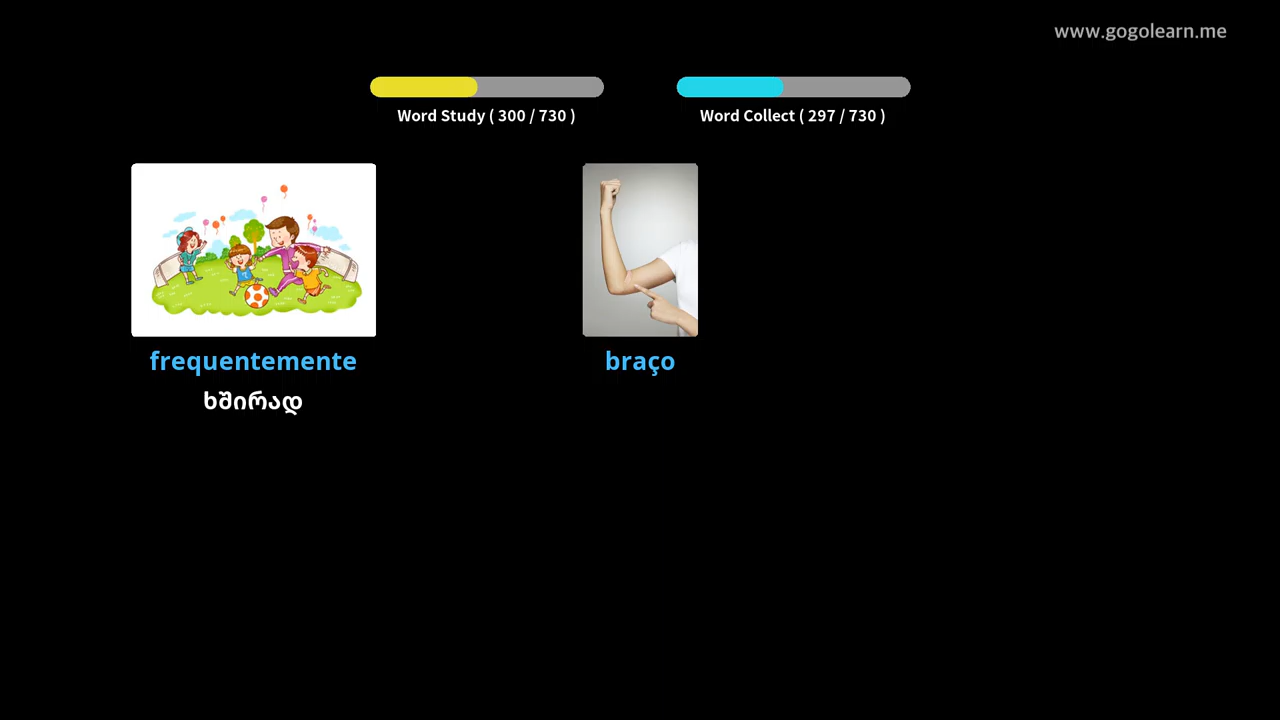 www.gogolearn.me
Word Study ( 300 / 730 )
Word Collect ( 297 / 730 )
frequentemente
ხშირად
braço